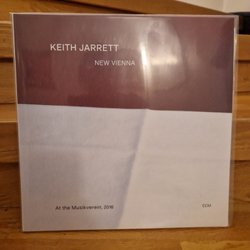 KEITH JARRETT
NEW VIENNA
At the Musikverein, 2016
ECM